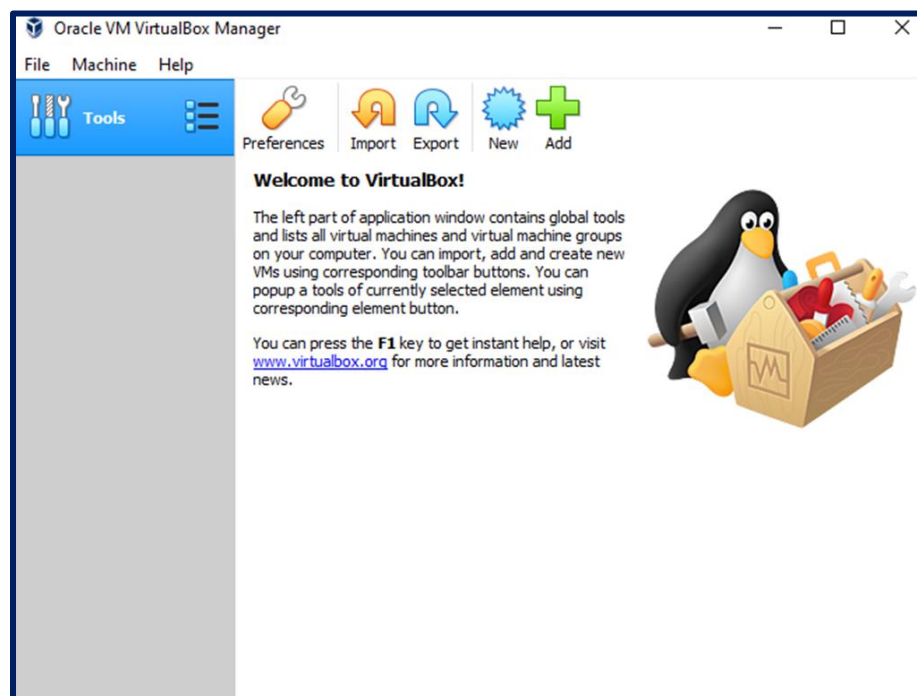 Oracle VM VirtualBox Manager
File Machine Help
Tools
Preferences Import Export New Add
Welcome to VirtualBox!
The left part of application window contains global tools
and lists all virtual machines and virtual machine groups
on your computer. You can import, add and create new
VMs using corresponding toolbar buttons. You can
popup a tools of currently selected element using
corresponding element button.
You can press the F1 key to get instant help, or visit
www.virtualbox.org for more information and latest
news.